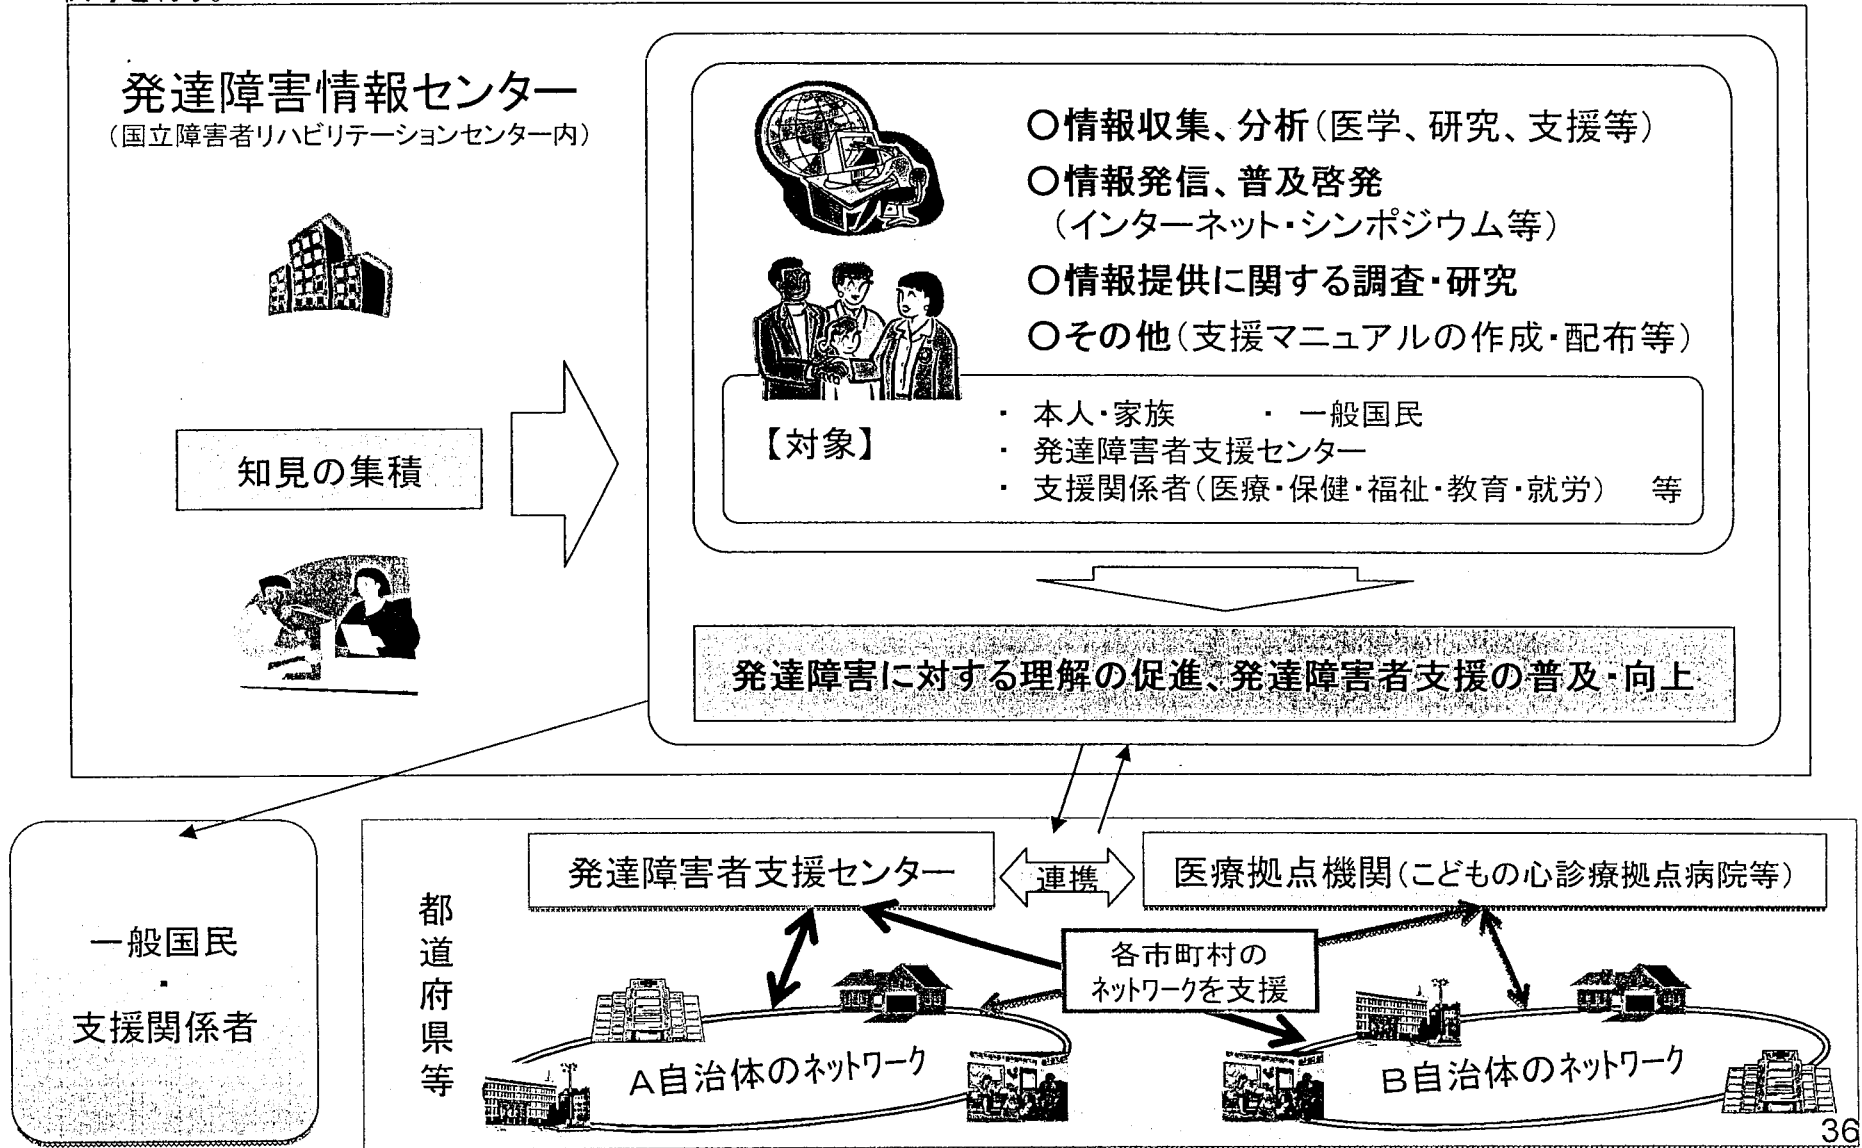 発達障害情報センター
（国立障害者リハビリテーションセンター内）
知見の集積
○情報収集、分析（医学、研究、支援等）
○情報発信、普及啓発
（インターネット・シンポジウム等）
○情報提供に関する調査・研究
○その他（支援マニュアルの作成・配布等）
【対象】
・ 本人・家族 ・ 一般国民
・ 発達障害者支援センター
・ 支援関係者（医療・保健・福祉・教育・就労） 等
発達障害に対する理解の促進、発達障害者支援の普及・向上
一般国民
・
支援関係者
都道府県等
発達障害者支援センター
連携
医療拠点機関（こどもの心診療拠点病院等）
各市町村の
ネットワークを支援
A自治体のネットワーク
B自治体のネットワーク
36